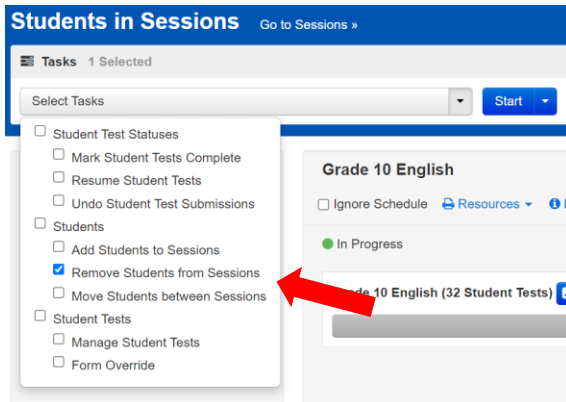 Students in Sessions Go to Sessions »
Tasks 1 Selected
Select Tasks
Start
Student Test Statuses
Mark Student Tests Complete
Resume Student Tests
Undo Student Test Submissions
Students
Add Students to Sessions
Remove Students from Sessions
Move Students between Sessions
Student Tests
Manage Student Tests
Form Override
Grade 10 English
Ignore Schedule Resources
In Progress
10 English (32 Student Tests)